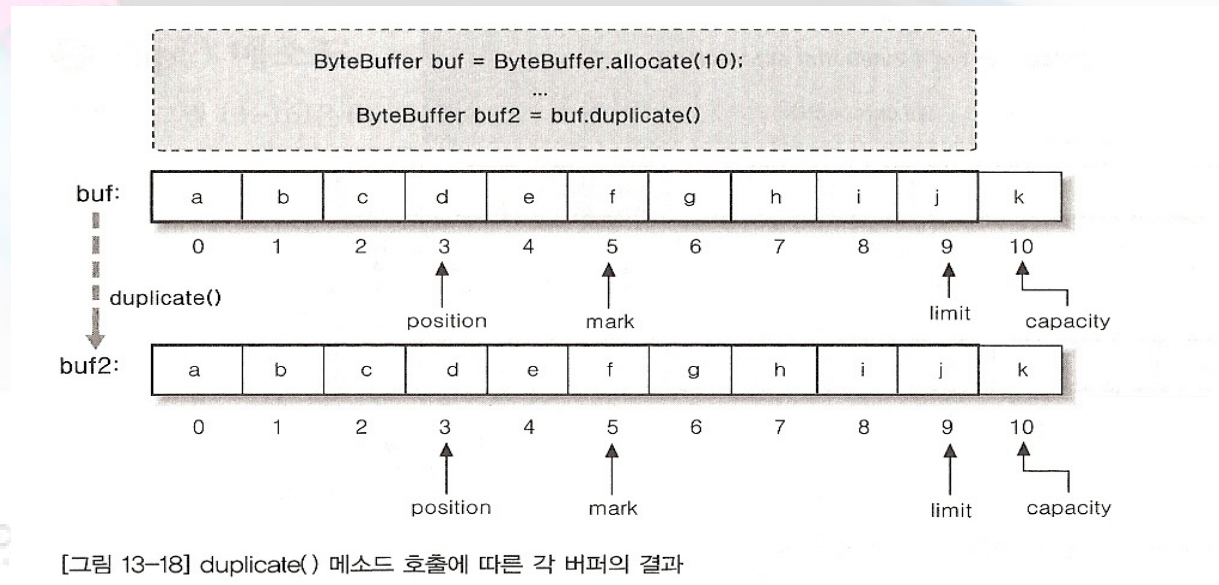 ByteBuffer buf = ByteBuffer.allocate(10);
...
ByteBuffer buf2 = buf.duplicate()
buf:
a b c d e f g h i j k
0 1 2 3 4 5 6 7 8 9 10
duplicate()
position mark limit capacity
buf2:
a b c d e f g h i j k
0 1 2 3 4 5 6 7 8 9 10
position mark limit capacity
[그림 13-18] duplicate() 메소드 호출에 따른 각 버퍼의 결과